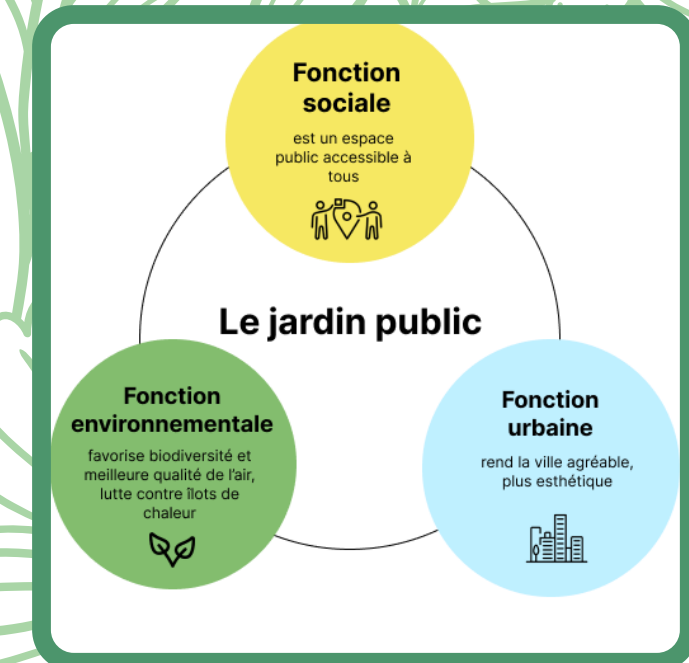 Fonction
sociale
est un espace
public accessible à
tous
Le jardin public
Fonction
environnementale
favorise biodiversité et
meilleure qualité de l'air,
lutte contre îlots de
chaleur
Fonction
urbaine
rend la ville agréable,
plus esthétique